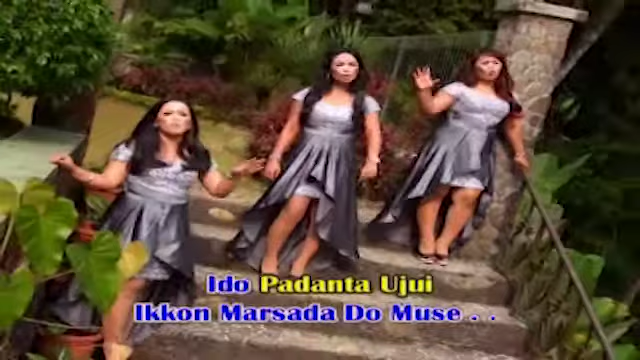 Ido Padanta Ujui
Ikkon Marsada Do Muse . .